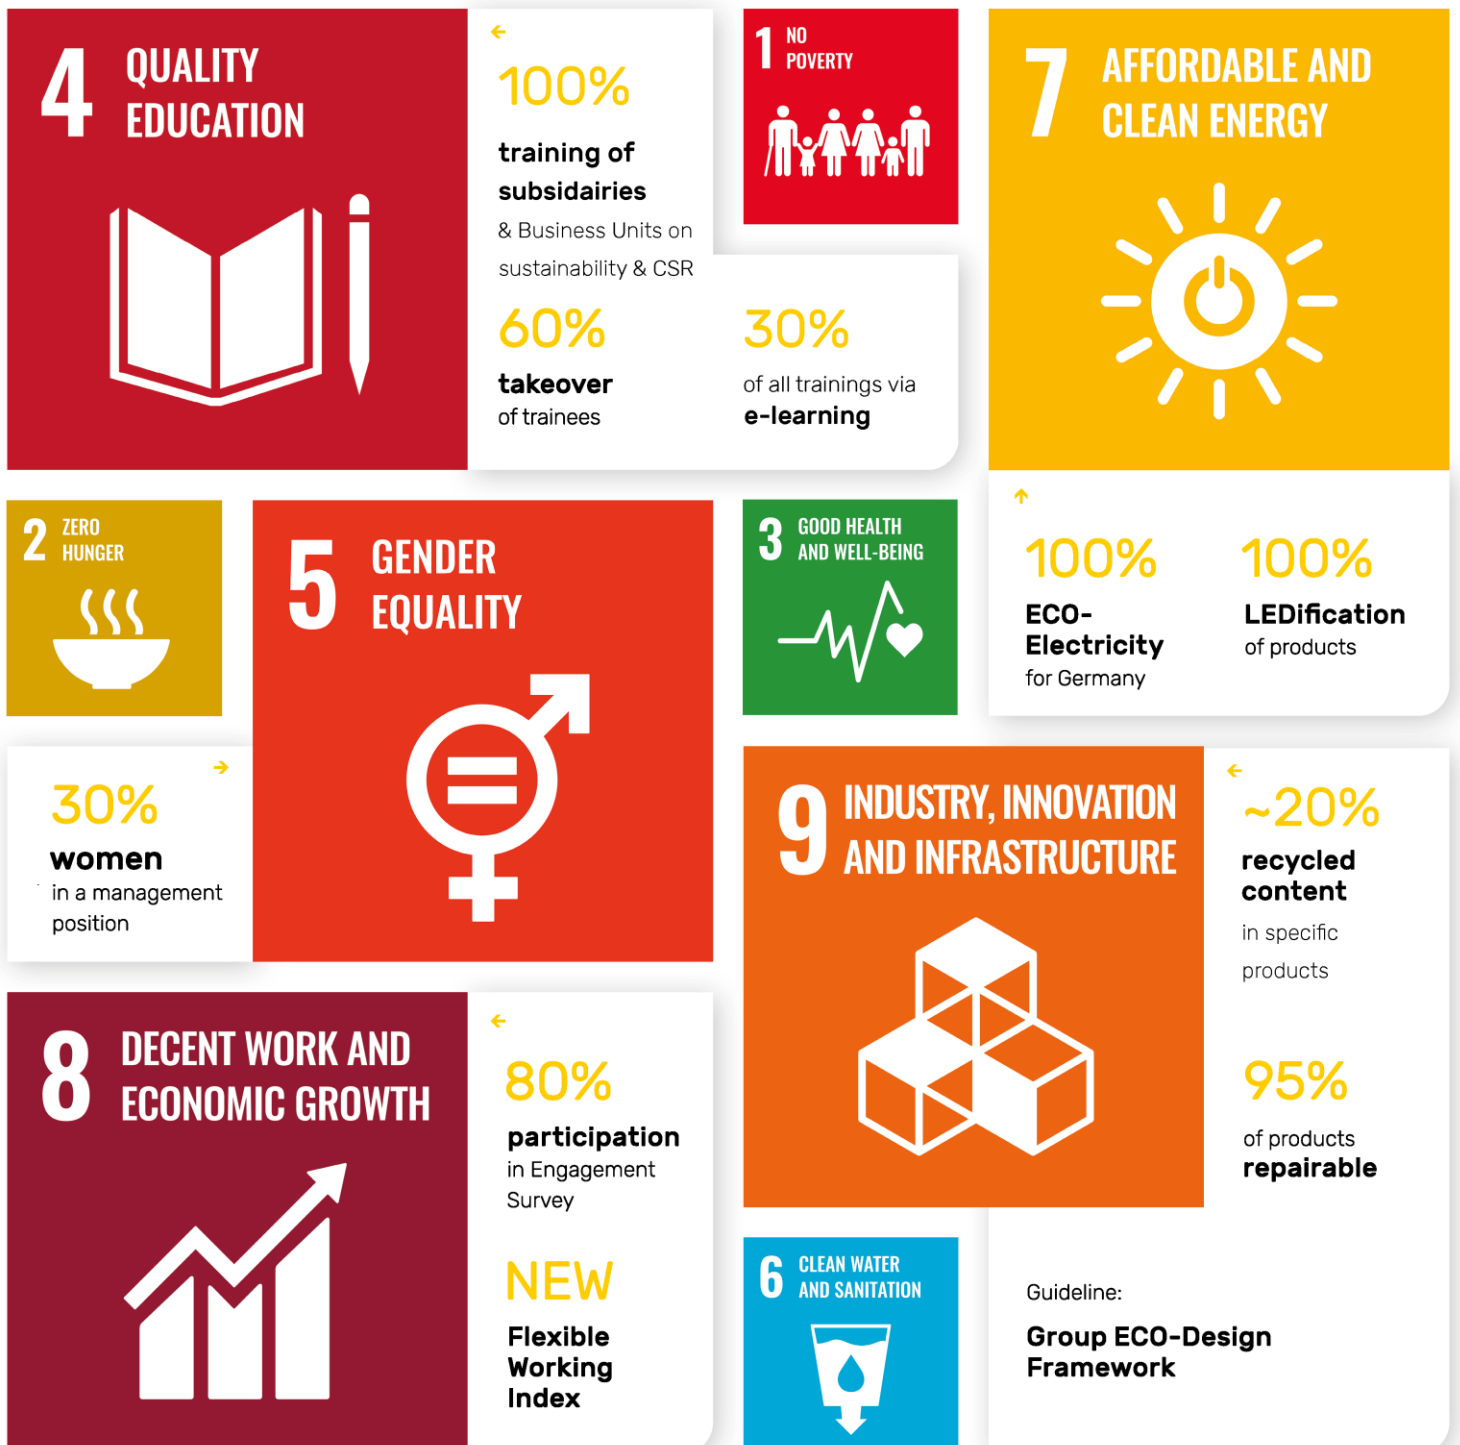 4 QUALITY
EDUCATION
100%
training of
subsidairies
& Business Units on
sustainability & CSR
60%
takeover
of trainees
30%
of all trainings via
e-learning
1 NO
POVERTY
7 AFFORDABLE AND
CLEAN ENERGY
100%
ECO-
Electricity
for Germany
100%
LEDification
of products
2 ZERO
HUNGER
5 GENDER
EQUALITY
30%
women
in a management
position
3 GOOD HEALTH
AND WELL-BEING
9 INDUSTRY, INNOVATION
AND INFRASTRUCTURE
~20%
recycled
content
in specific
products
95%
of products
repairable
Guideline:
Group ECO-Design
Framework
8 DECENT WORK AND
ECONOMIC GROWTH
80%
participation
in Engagement
Survey
NEW
Flexible
Working
Index
6 CLEAN WATER
AND SANITATION